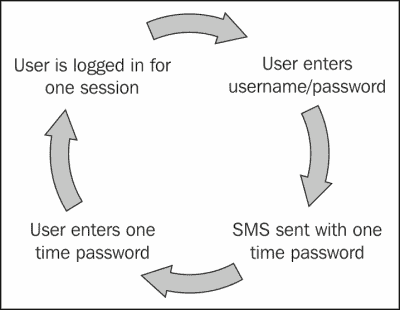 User is logged in for
one session
User enters
username/password
SMS sent with one
time password
User enters one
time password